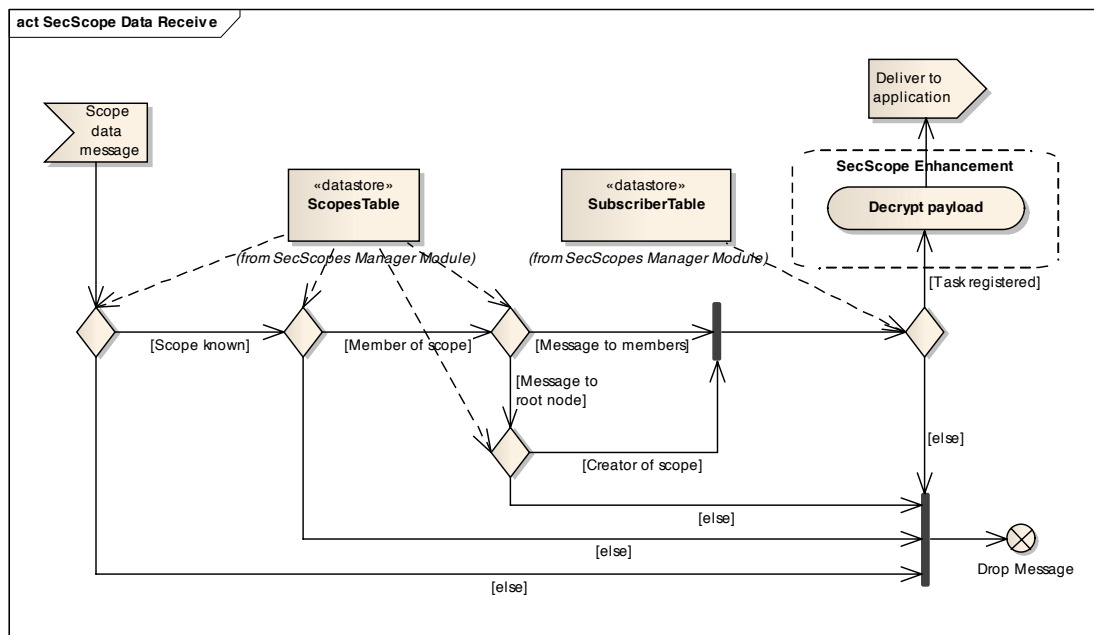 act SecScope Data Receive
Scope
data
message
Deliver to
application
SecScope Enhancement
Decrypt payload
«datastore»
ScopesTable
(from SecScopes Manager Module)
«datastore»
SubscriberTable
(from SecScopes Manager Module)
[Task registered]
[Scope known]
[Member of scope]
[Message to members]
[Message to
root node]
[Creator of scope]
[else]
[else]
[else]
[else]
Drop Message